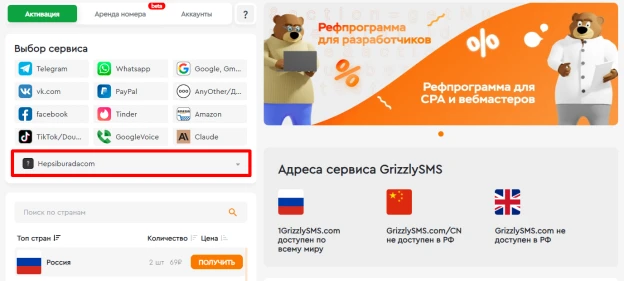 Активация
Аренда номера
beta
Аккаунты
?
Выбор сервиса
Telegram
Whatsapp
Google, Gm...
vk.com
PayPal
AnyOther/Д...
facebook
Tinder
Amazon
TikTok/Dou...
GoogleVoice
Claude
Hepsiburadacom
Поиск по странам
Топ стран
Количество
Цена
Россия
2 шт
69₽
ПОЛУЧИТЬ
Рефпрограмма
для разработчиков
Рефпрограмма для
CPA и вебмастеров
Адреса сервиса GrizzlySMS
1GrizzlySMS.com
доступен по
всему миру
GrizzlySMS.com/CN
не доступен в РФ
GrizzlySMS.com не
доступен в РФ